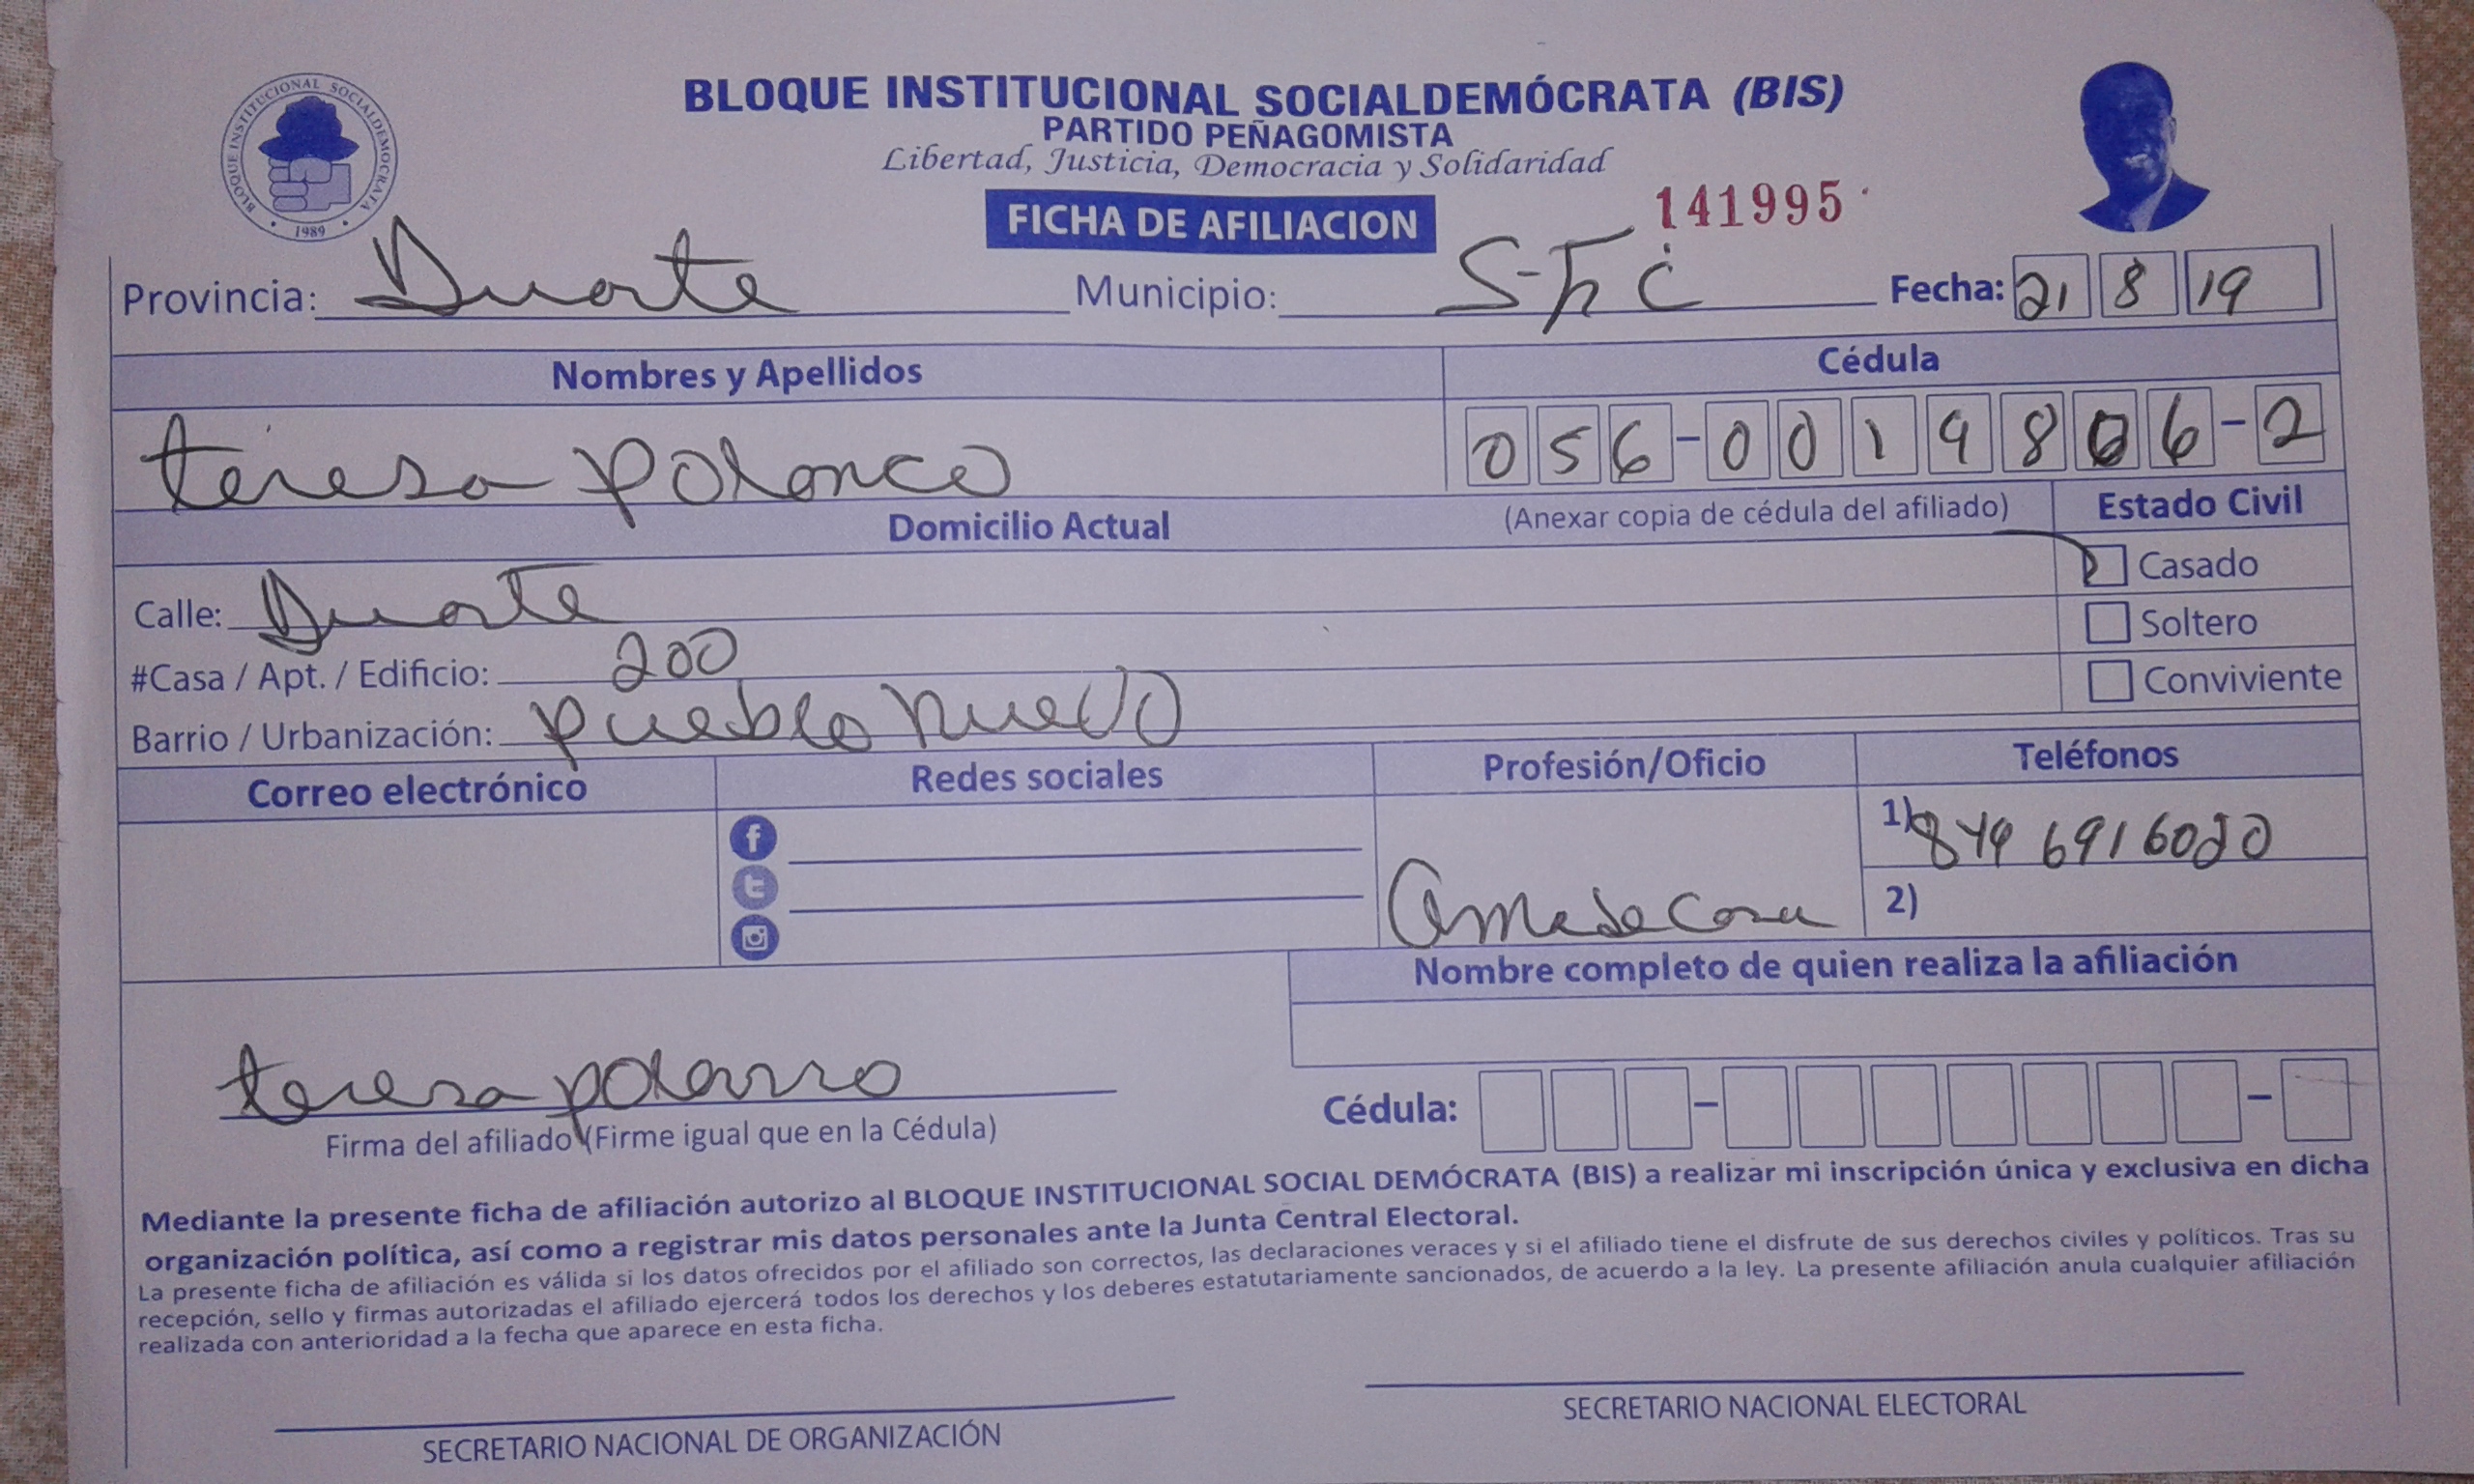 BLOQUE INSTITUCIONAL SOCIALDEMÓCRATA (BIS)
PARTIDO PEÑAGOMISTA
Libertad, Justicia, Democracia y Solidaridad
BLOQUE INSTITUCIONAL SOCIALDEMOCRATA
1989
FICHA DE AFILIACION
141995
Provincia: Duarte Municipio: Fecha: 21 8 19
Nombres y Apellidos Cédula
teresa polanco 056-0019806-2
Domicilio Actual (Anexar copia de cédula del afiliado) Estado Civil
Calle: Duarte Casado
#Casa / Apt. / Edificio: 200 Soltero
Barrio / Urbanización: pueblo nuevo Conviviente
Correo electrónico Redes sociales Profesión/Oficio Teléfonos
1) 6916020
Ama de Casa 2)
Nombre completo de quien realiza la afiliación
teresa polanco
Firma del afiliado (Firme igual que en la Cédula) Cédula: - -
Mediante la presente ficha de afiliación autorizo al BLOQUE INSTITUCIONAL SOCIAL DEMÓCRATA (BIS) a realizar mi inscripción única y exclusiva en dicha
organización política, así como a registrar mis datos personales ante la Junta Central Electoral.
La presente ficha de afiliación es válida si los datos ofrecidos por el afiliado son correctos, las declaraciones veraces y si el afiliado tiene el disfrute de sus derechos civiles y políticos. Tras su
recepción, sello y firmas autorizadas el afiliado ejercerá todos los derechos y los deberes estatutariamente sancionados, de acuerdo a la ley. La presente afiliación anula cualquier afiliación
realizada con anterioridad a la fecha que aparece en esta ficha.
SECRETARIO NACIONAL DE ORGANIZACIÓN SECRETARIO NACIONAL ELECTORAL